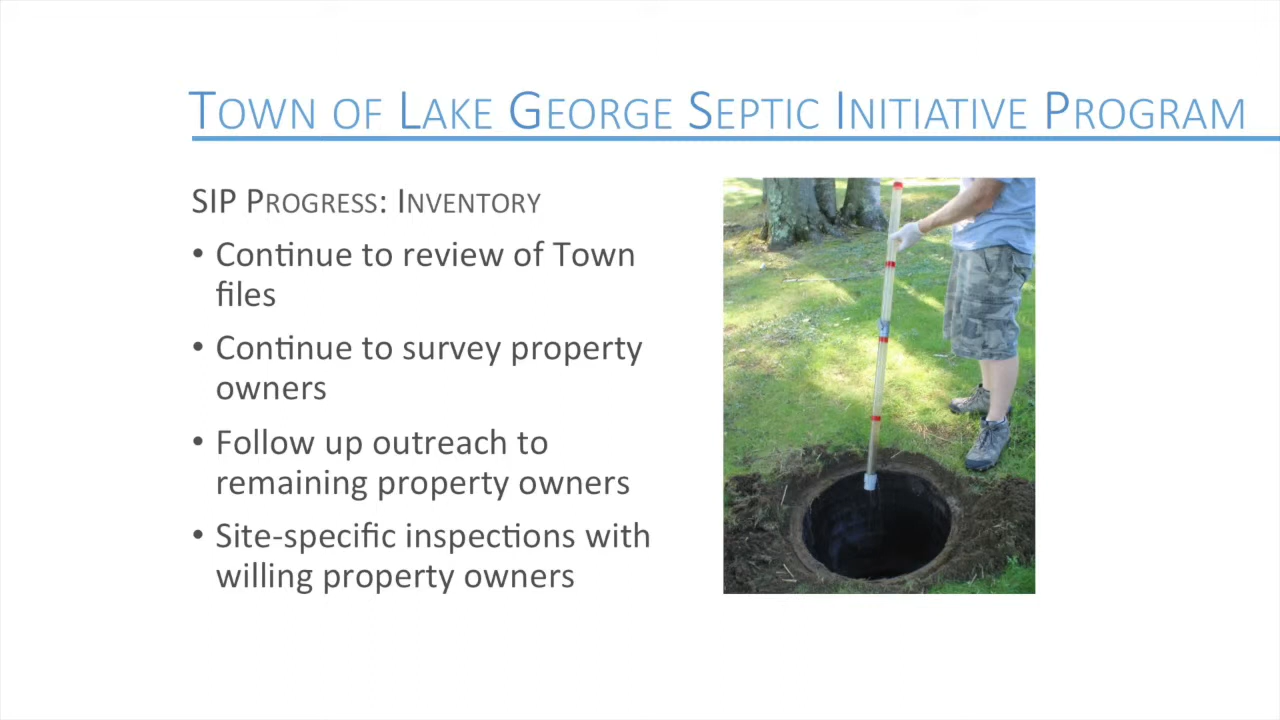 TOWN OF LAKE GEORGE SEPTIC INITIATIVE PROGRAM
SIP PROGRESS: INVENTORY
• Continue to review of Town
files
• Continue to survey property
owners
• Follow up outreach to
remaining property owners
• Site-specific inspections with
willing property owners